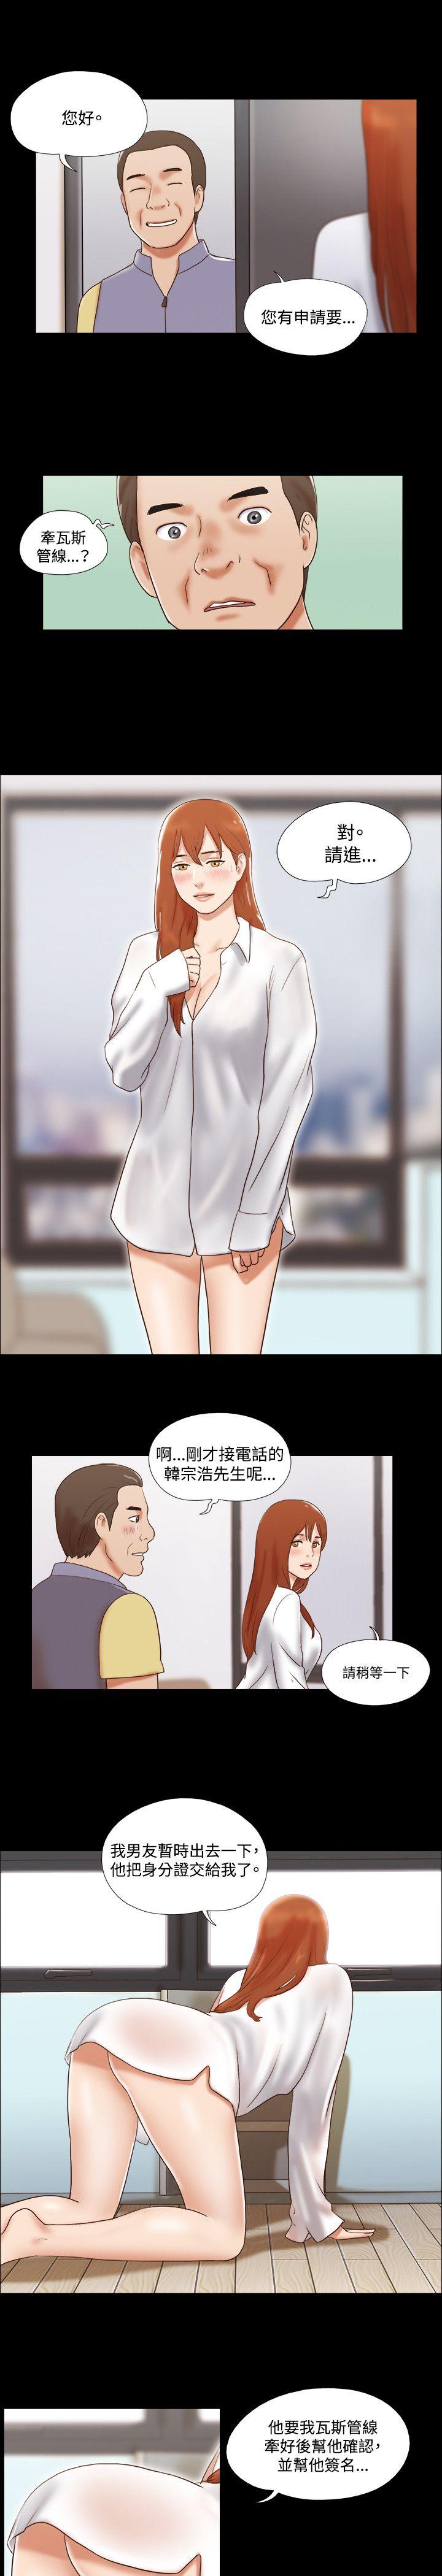 您好。
您有申請要...
牽瓦斯
管線...？
對。
請進...
啊...剛才接電話的
韓宗浩先生呢...
請稍等一下
我男友暫時出去一下，
他把身分證交給我了。
他要我瓦斯管線
牽好後幫他確認，
並幫他簽名...